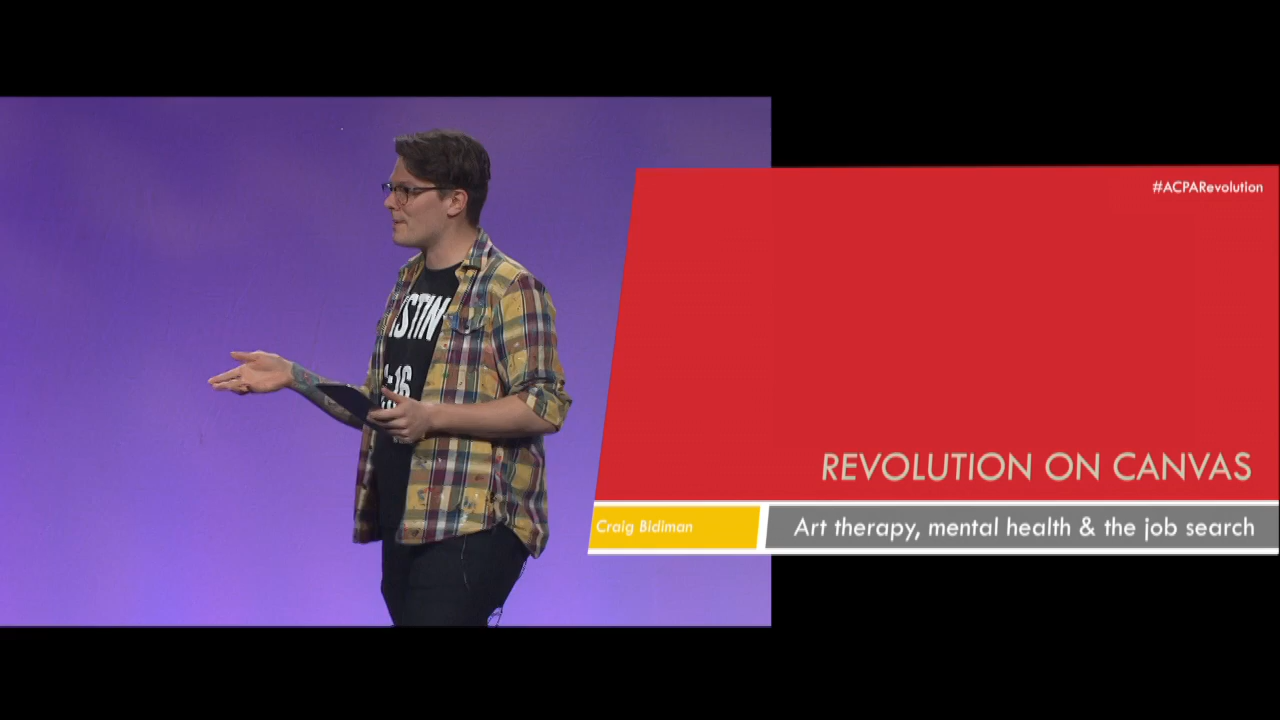 #ACPARevolution
REVOLUTION ON CANVAS
Craig Bidiman
Art therapy, mental health & the job search